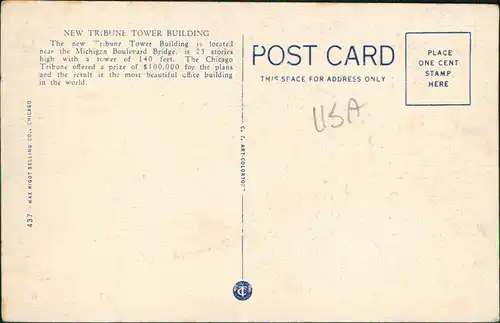 NEW TRIBUNE TOWER BUILDING
The new Tribune Tower Building is located
near the Michigan Boulevard Bridge, is 23 stories
high with a tower of 140 feet. The Chicago
Tribune offered a prize of $100,000 for the plans
and the result is the most beautiful office building
in the world.
437 – MAX RIGOT SELLING CO., CHICAGO
C. T. ART-COLORTONE
POST CARD
THIS SPACE FOR ADDRESS ONLY
PLACE
ONE CENT
STAMP
HERE
USA